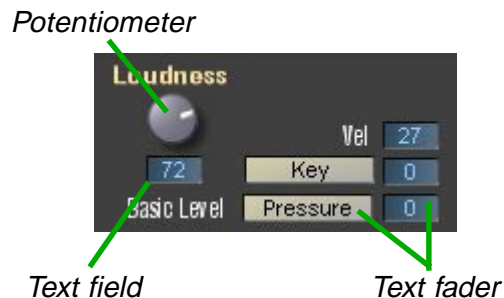 Potentiometer
Loudness
Vel 27
72 Key 0
Basic Level Pressure 0
Text field Text fader